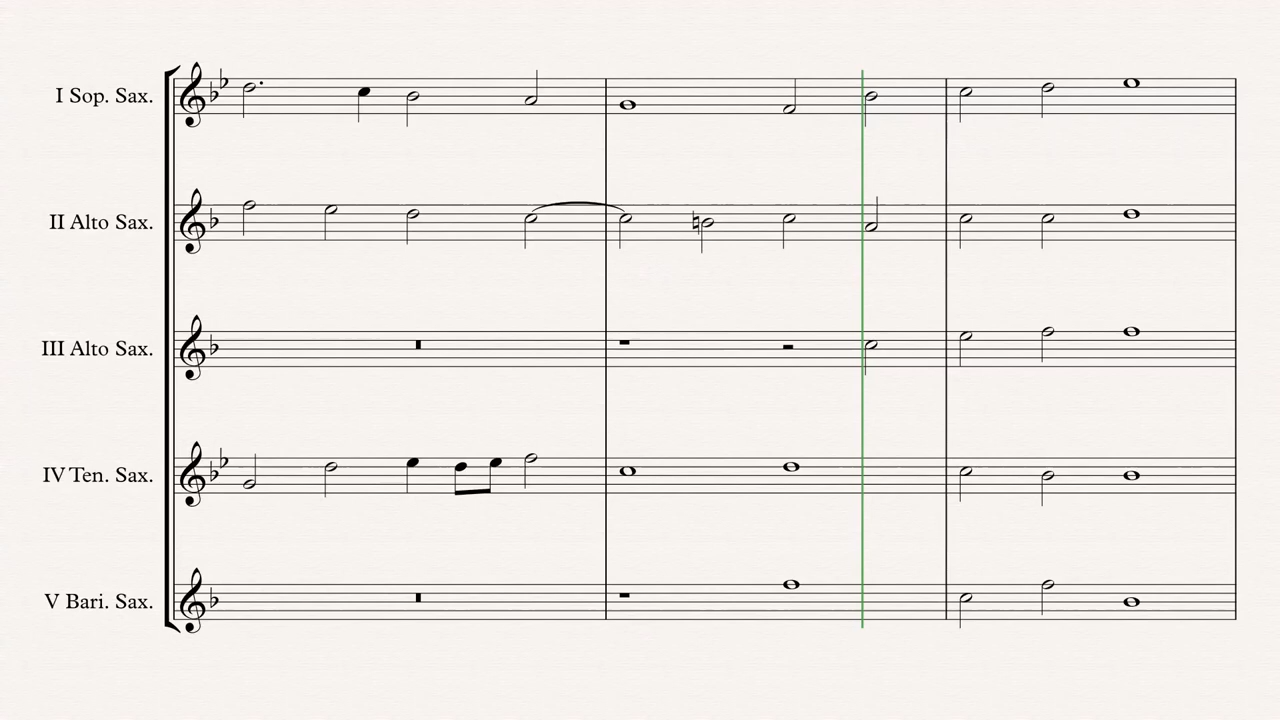 I Sop. Sax.
II Alto Sax.
III Alto Sax.
IV Ten. Sax.
V Bari. Sax.